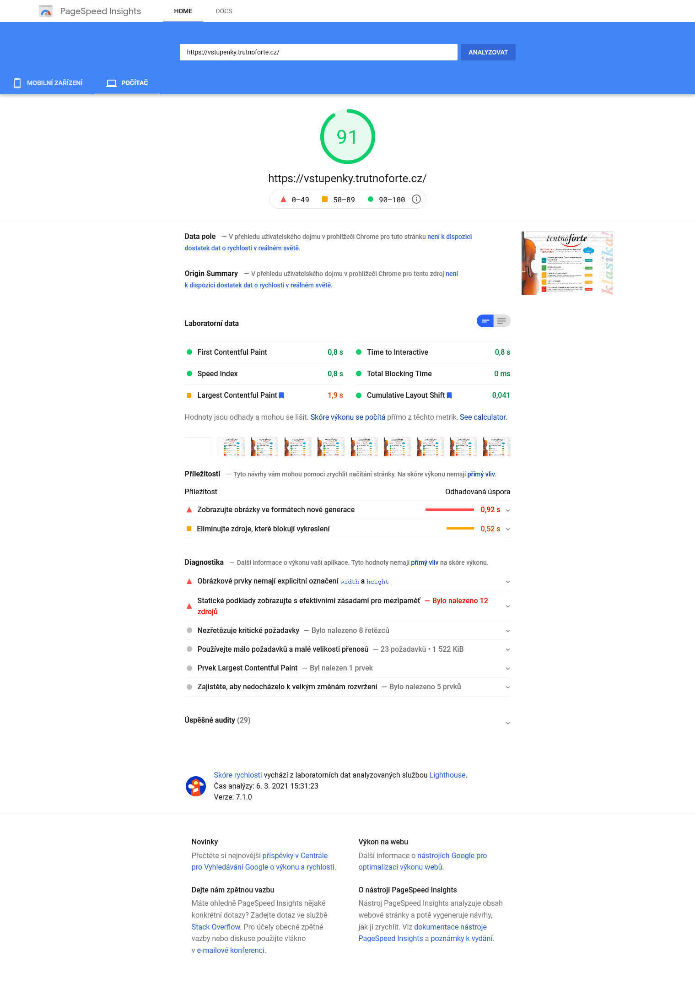 PageSpeed Insights
HOME
DOCS
https://vstupenky.trutnoforte.cz/
ANALYZOVAT
MOBILNÍ ZAŘÍZENÍ
POČÍTAČ
91
https://vstupenky.trutnoforte.cz/
0–49
50–89
90–100
Data pole — V přehledu uživatelského dojmu v prohlížeči Chrome pro tuto stránku není k dispozici
dostatek dat o rychlosti v reálném světě.
trutnoforte
klasika!
Origin Summary — V přehledu uživatelského dojmu v prohlížeči Chrome pro tento zdroj není
k dispozici dostatek dat o rychlosti v reálném světě.
Laboratorní data
First Contentful Paint 0,8 s
Time to Interactive 0,8 s
Speed Index 0,8 s
Total Blocking Time 0 ms
Largest Contentful Paint 1,9 s
Cumulative Layout Shift 0,041
Hodnoty jsou odhady a mohou se lišit. Skóre výkonu se počítá přímo z těchto metrik. See calculator.
Příležitosti — Tyto návrhy vám mohou pomoci zrychlit načítání stránky. Na skóre výkonu nemají přímý vliv.
Příležitost Odhadovaná úspora
Zobrazujte obrázky ve formátech nové generace 0,92 s
Eliminujte zdroje, které blokují vykreslení 0,52 s
Diagnostika — Další informace o výkonu vaší aplikace. Tyto hodnoty nemají přímý vliv na skóre výkonu.
Obrázkové prvky nemají explicitní označení width a height
Statické podklady zobrazujte s efektivními zásadami pro mezipaměť — Bylo nalezeno 12
zdrojů
Nezřetězuje kritické požadavky — Bylo nalezeno 8 řetězců
Používejte málo požadavků a malé velikosti přenosů — 23 požadavků • 1 522 KiB
Prvek Largest Contentful Paint — Byl nalezen 1 prvek
Zajistěte, aby nedocházelo k velkým změnám rozvržení — Bylo nalezeno 5 prvků
Úspěšné audity (29)
Skóre rychlosti vychází z laboratorních dat analyzovaných službou Lighthouse.
Čas analýzy: 6. 3. 2021 15:31:23
Verze: 7.1.0
Novinky
Přečtěte si nejnovější příspěvky v Centrále
pro Vyhledávání Google o výkonu a rychlosti.
Výkon na webu
Další informace o nástrojích Google pro
optimalizaci výkonu webů.
Dejte nám zpětnou vazbu
Máte ohledně PageSpeed Insights nějaké
konkrétní dotazy? Zadejte dotaz ve službě
Stack Overflow. Pro účely obecné zpětné
vazby nebo diskuse použijte vlákno
v e-mailové konferenci.
O nástroji PageSpeed Insights
Nástroj PageSpeed Insights analyzuje obsah
webové stránky a poté vygeneruje návrhy,
jak ji zrychlit. Viz dokumentace nástroje
PageSpeed Insights a poznámky k vydání.